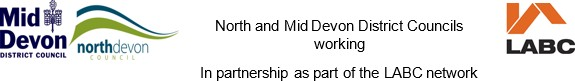 Mid
Devon
DISTRICT COUNCIL
northdevon
COUNCIL
North and Mid Devon District Councils
working
In partnership as part of the LABC network
LABC